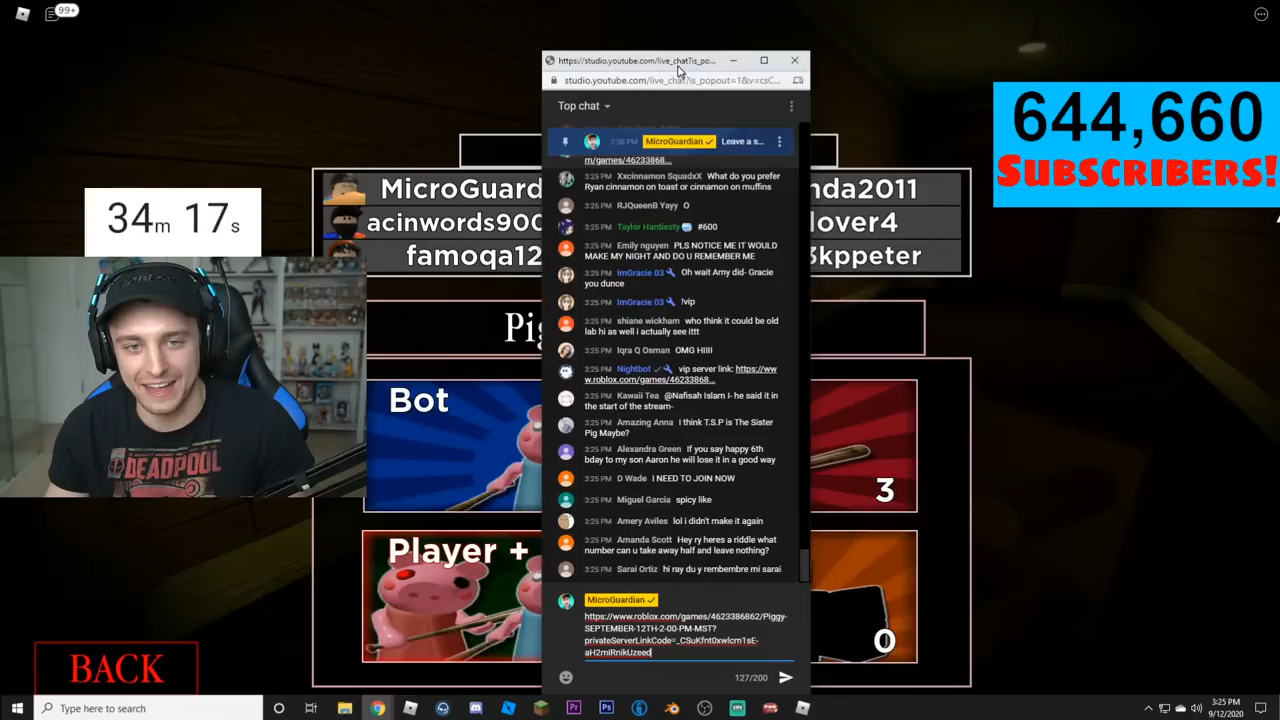 99+
https://studio.youtube.com/live_chat?is_po...
studio.youtube.com/live_chat?is_popout=1&v=csC...
Top chat
2:36 PM MicroGuardian Leave a s...
m/games/46233868...
3:25 PM Xxcinnamon SquadxX What do you prefer
Ryan cinnamon on toast or cinnamon on muffins
3:25 PM RJQueenB Yayy O
3:25 PM Taylor Hardiesty #600
3:25 PM Emily nguyen PLS NOTICE ME IT WOULD
MAKE MY NIGHT AND DO U REMEMBER ME
3:25 PM ImGracie 03 Oh wait Amy did- Gracie
you dunce
3:25 PM ImGracie 03 !vip
3:25 PM shiane wickham who think it could be old
lab hi as well i actually see ittt
3:25 PM Iqra Q Osman OMG HIIII
3:25 PM Nightbot vip server link: https://ww
w.roblox.com/games/46233868...
3:25 PM Kawaii Tea @Nafisah Islam I- he said it in
the start of the stream-
3:25 PM Amazing Anna I think T.S.P is The Sister
Pig Maybe?
3:25 PM Alexandra Green If you say happy 6th
bday to my son Aaron he will lose it in a good way
3:25 PM D Wade I NEED TO JOIN NOW
3:25 PM Miguel Garcia spicy like
3:25 PM Amery Aviles lol i didn't make it again
3:25 PM Amanda Scott Hey ry heres a riddle what
number can u take away half and leave nothing?
3:25 PM Sarai Ortiz hi ray du y rembembre mi sarai
MicroGuardian
https://www.roblox.com/games/4623386862/Piggy-
SEPTEMBER-12TH-2-00-PM-MST?
privateServerLinkCode=_CSuKfnt0xwlcm1sE-
aH2mIRnikUzeed
127/200
644,660
SUBSCRIBERS!
34m 17s
MicroGuard
nda2011
acinwords900
lover4
famoqa12
3kppeter
Pig
Bot
3
Player +
0
DEADPOOL
BACK
Type here to search
Pr
Ps
3:25 PM
9/12/2020